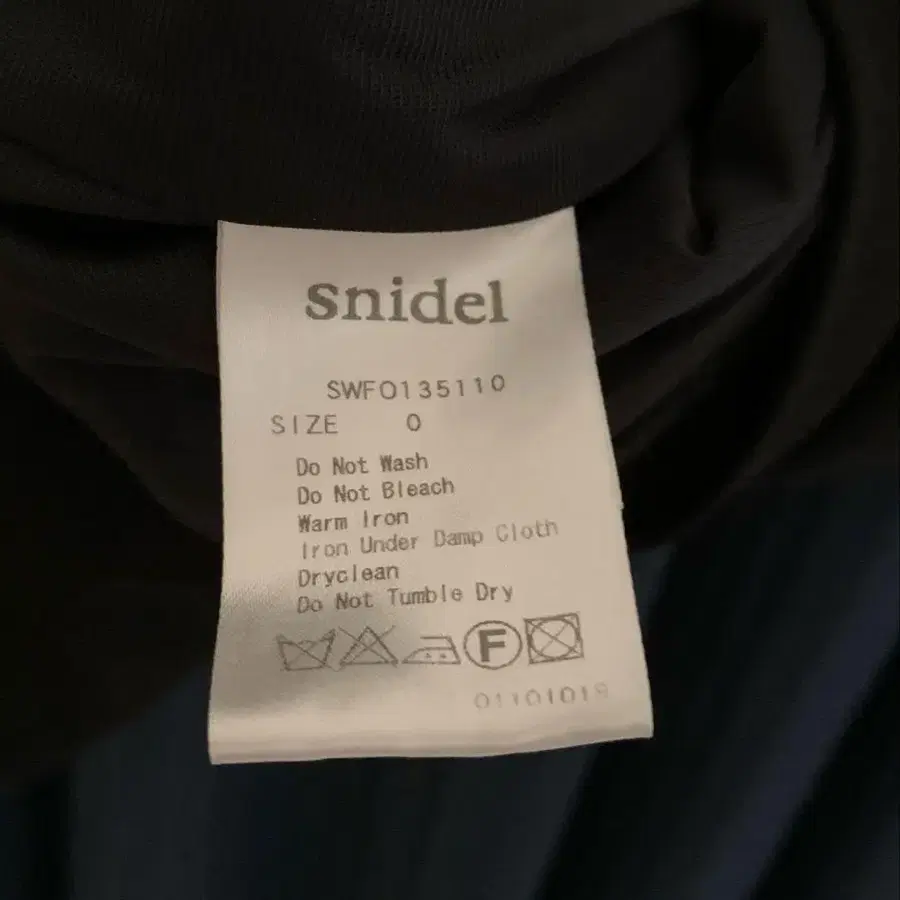 snidel
SWFO135110
SIZE 0
Do Not Wash
Do Not Bleach
Warm Iron
Iron Under Damp Cloth
Dryclean
Do Not Tumble Dry
F
01101018